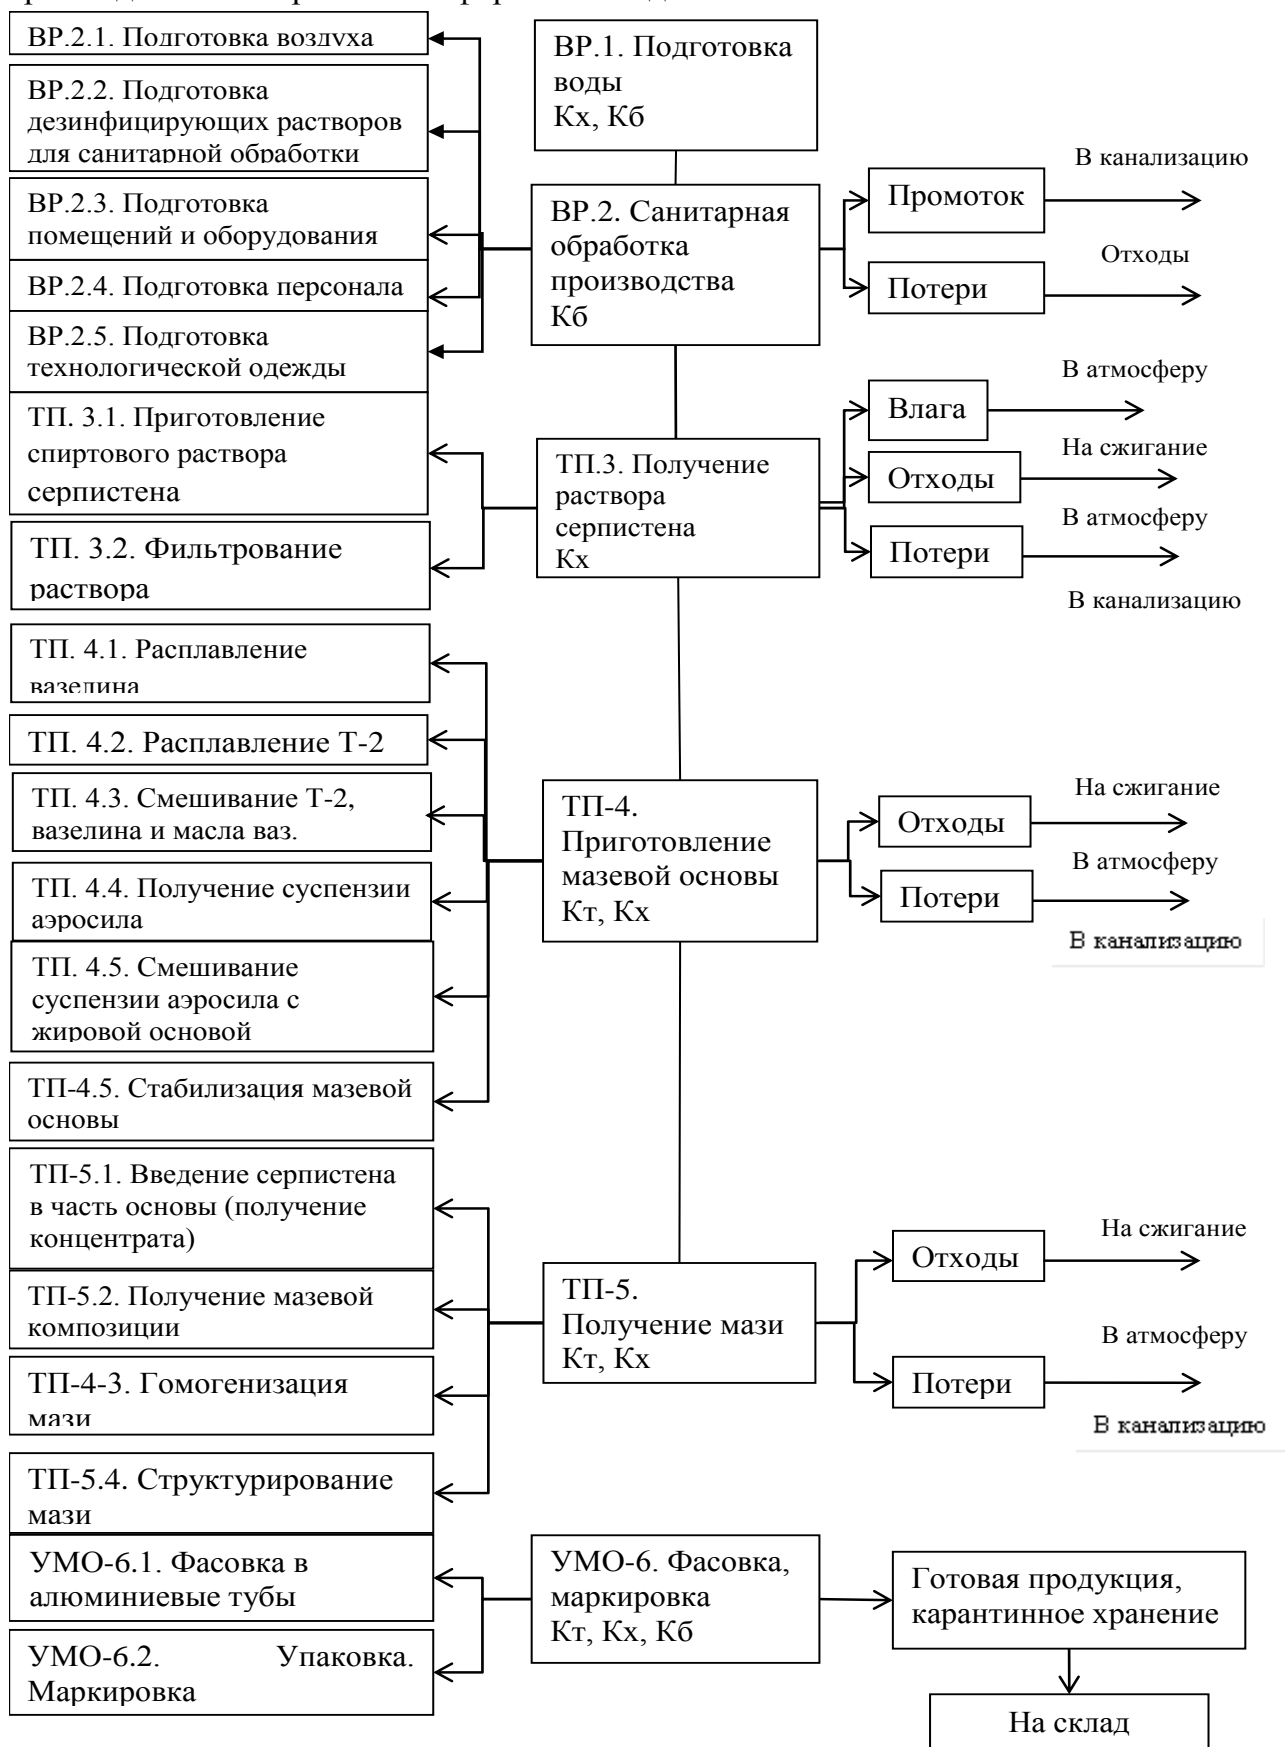 ВР.2.1. Подготовка воздуха
ВР.2.2. Подготовка
дезинфицирующих растворов
для санитарной обработки
ВР.2.3. Подготовка
помещений и оборудования
ВР.2.4. Подготовка персонала
ВР.2.5. Подготовка
технологической одежды
ВР.1. Подготовка
воды
Кх, Кб
ВР.2. Санитарная
обработка
производства
Кб
Промоток
В канализацию
Потери
Отходы
ТП. 3.1. Приготовление
спиртового раствора
серпистена
ТП. 3.2. Фильтрование
раствора
ТП.3. Получение
раствора
серпистена
Кх
Влага
В атмосферу
Отходы
На сжигание
Потери
В атмосферу
В канализацию
ТП. 4.1. Расплавление
вазелина
ТП. 4.2. Расплавление Т-2
ТП. 4.3. Смешивание Т-2,
вазелина и масла ваз.
ТП. 4.4. Получение суспензии
аэросила
ТП. 4.5. Смешивание
суспензии аэросила с
жировой основой
ТП-4.5. Стабилизация мазевой
основы
ТП-4.
Приготовление
мазевой основы
Кт, Кх
Отходы
На сжигание
Потери
В атмосферу
В канализацию
ТП-5.1. Введение серпистена
в часть основы (получение
концентрата)
ТП-5.2. Получение мазевой
композиции
ТП-4-3. Гомогенизация
мази
ТП-5.4. Структурирование
мази
ТП-5.
Получение мази
Кт, Кх
Отходы
На сжигание
Потери
В атмосферу
В канализацию
УМО-6.1. Фасовка в
алюминиевые тубы
УМО-6.2. Упаковка.
Маркировка
УМО-6. Фасовка,
маркировка
Кт, Кх, Кб
Готовая продукция,
карантинное хранение
На склад